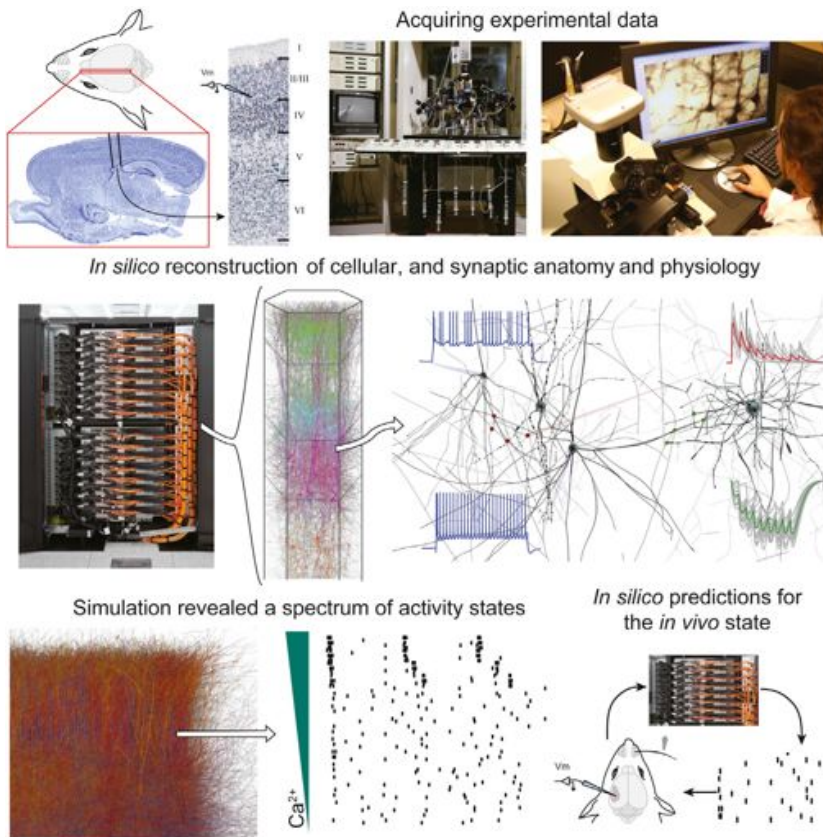 Acquiring experimental data
Vm
I
II/III
IV
V
VI
In silico reconstruction of cellular, and synaptic anatomy and physiology
Simulation revealed a spectrum of activity states
Ca²⁺
In silico predictions for
the in vivo state
Vm